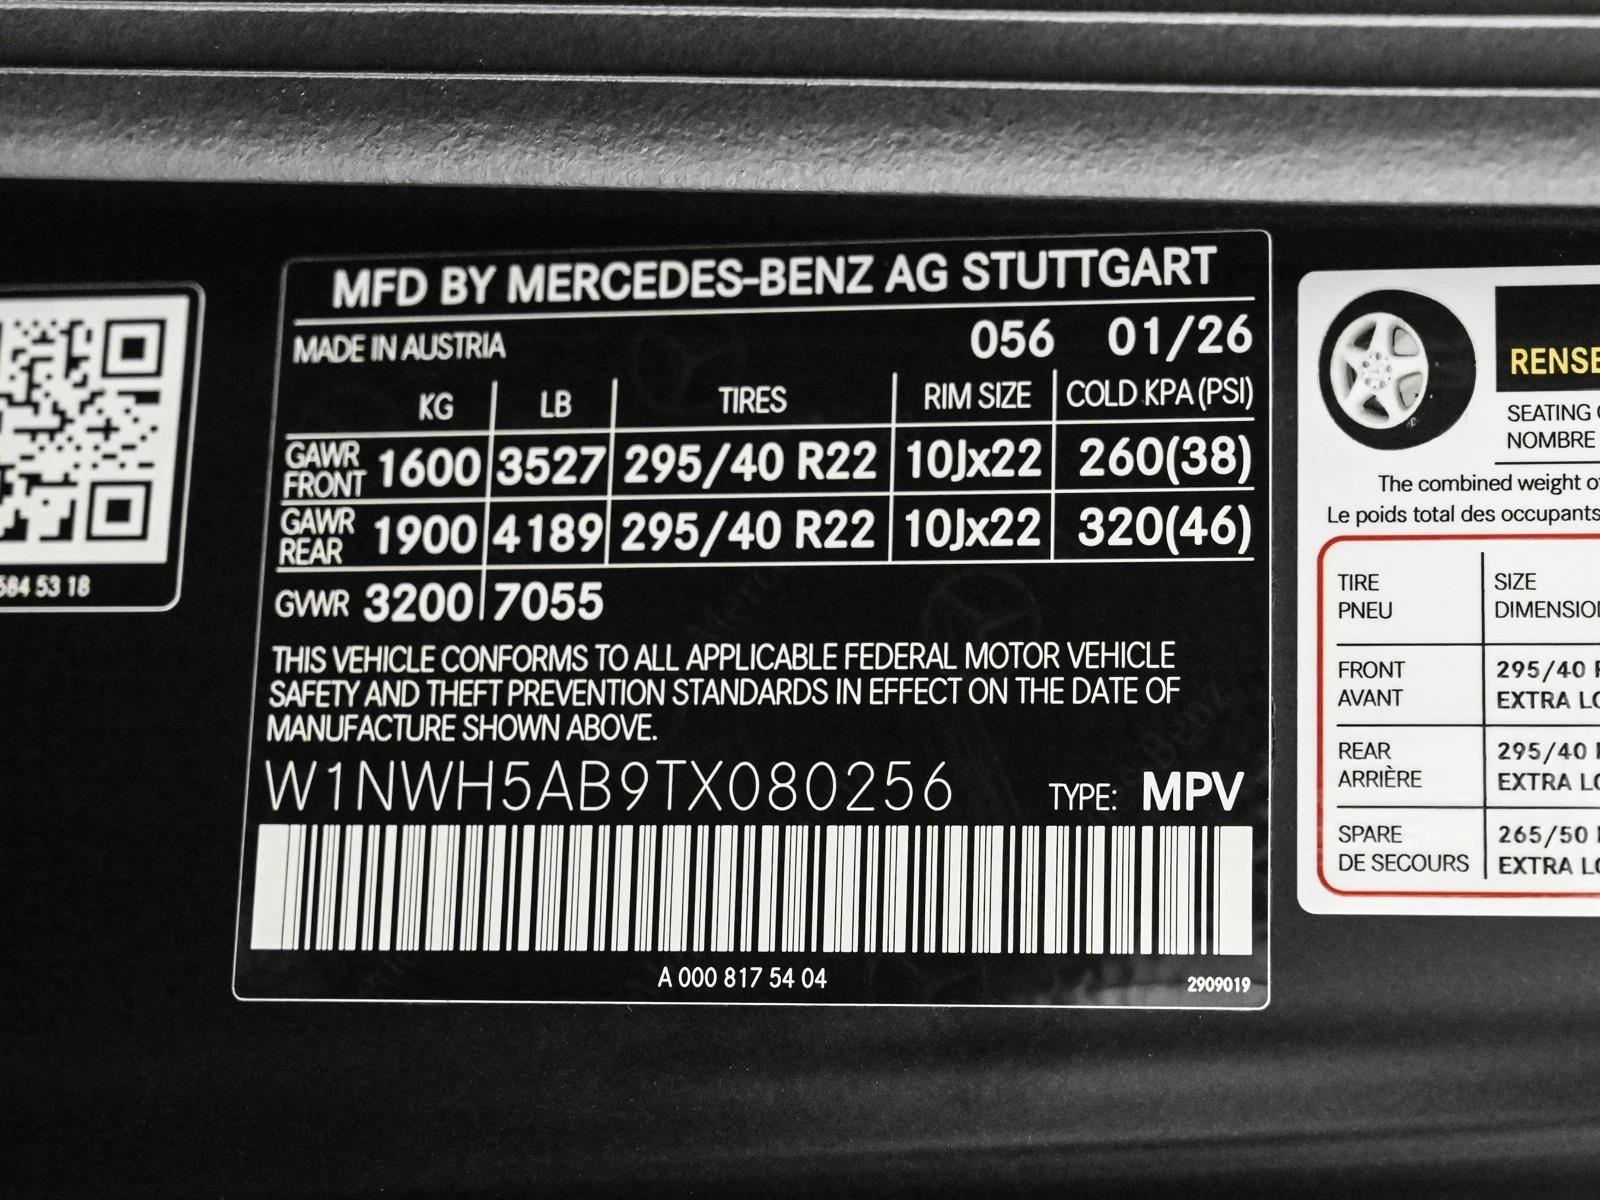 MFD BY MERCEDES-BENZ AG STUTTGART
MADE IN AUSTRIA 056 01/26
KG LB TIRES RIM SIZE COLD KPA (PSI)
GAWR FRONT 1600 3527 295/40 R22 10Jx22 260(38)
GAWR REAR 1900 4189 295/40 R22 10Jx22 320(46)
GVWR 3200 7055
THIS VEHICLE CONFORMS TO ALL APPLICABLE FEDERAL MOTOR VEHICLE
SAFETY AND THEFT PREVENTION STANDARDS IN EFFECT ON THE DATE OF
MANUFACTURE SHOWN ABOVE.
W1NWH5AB9TX080256 TYPE: MPV
A 000 817 54 04
2909019
584 53 18
RENSE
SEATING
NOMBRE
The combined weight of
Le poids total des occupants
TIRE SIZE
PNEU DIMENSION
FRONT 295/40
AVANT EXTRA LO
REAR 295/40
ARRIÈRE EXTRA LO
SPARE 265/50
DE SECOURS EXTRA LO